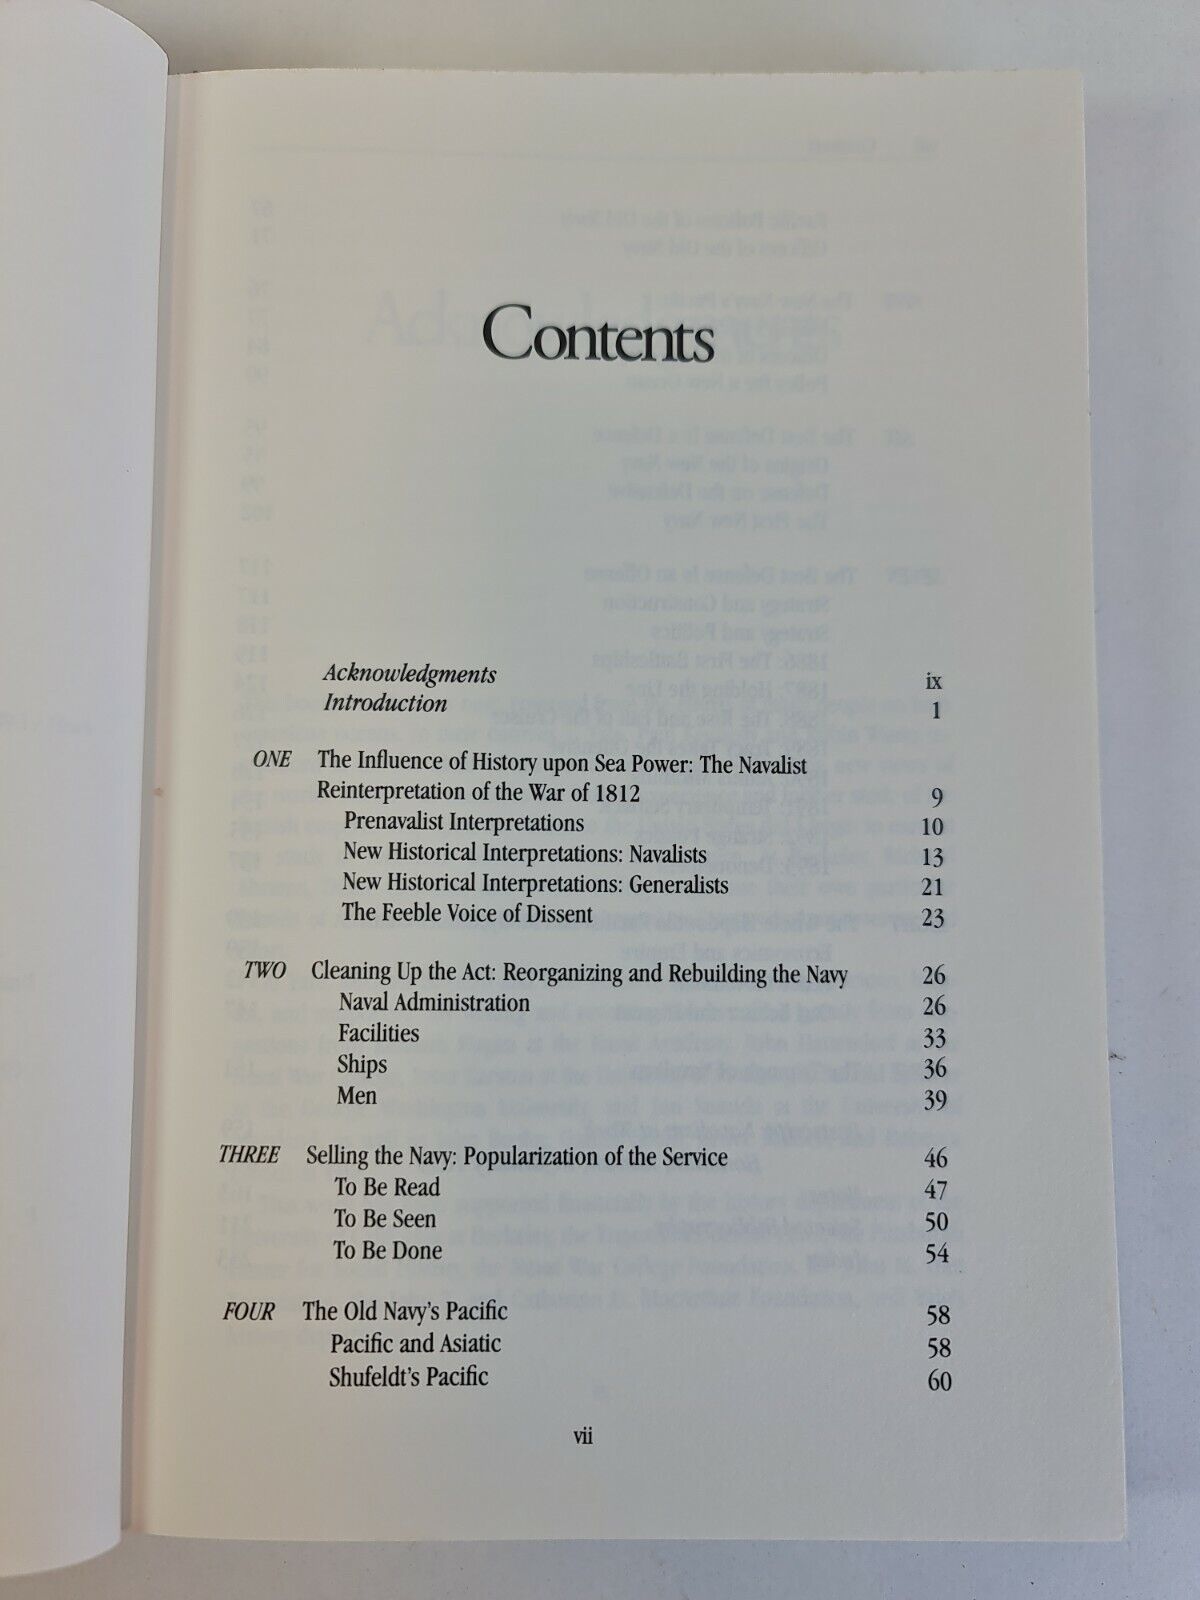 Contents
Acknowledgments ix
Introduction 1
ONE The Influence of History upon Sea Power: The Navalist
Reinterpretation of the War of 1812 9
Prenavalist Interpretations 10
New Historical Interpretations: Navalists 13
New Historical Interpretations: Generalists 21
The Feeble Voice of Dissent 23
TWO Cleaning Up the Act: Reorganizing and Rebuilding the Navy 26
Naval Administration 26
Facilities 33
Ships 36
Men 39
THREE Selling the Navy: Popularization of the Service 46
To Be Read 47
To Be Seen 50
To Be Done 54
FOUR The Old Navy's Pacific 58
Pacific and Asiatic 58
Shufeldt's Pacific 60
vii